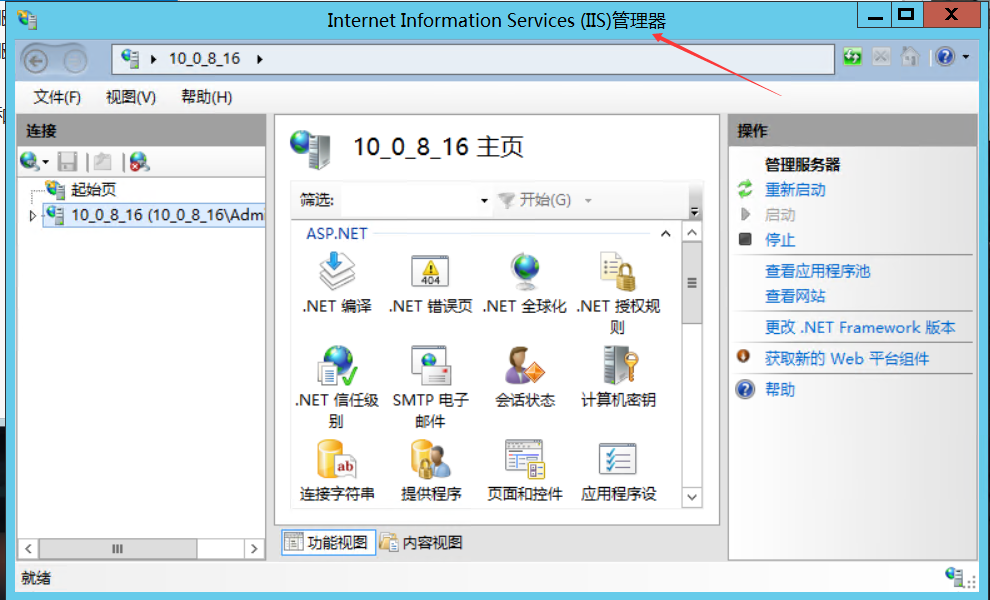 Internet Information Services (IIS)管理器
10_0_8_16
文件(F) 视图(V) 帮助(H)
连接
起始页
10_0_8_16 (10_0_8_16\Admi
10_0_8_16 主页
筛选:
开始(G)
ASP.NET
.NET 编译
404
.NET 错误页
.NET 全球化
.NET 授权规
则
.NET 信任级
别
SMTP 电子
邮件
会话状态
计算机密钥
ab
连接字符串
提供程序
页面和控件
应用程序设
功能视图
内容视图
操作
管理服务器
重新启动
启动
停止
查看应用程序池
查看网站
更改 .NET Framework 版本
获取新的 Web 平台组件
帮助
就绪